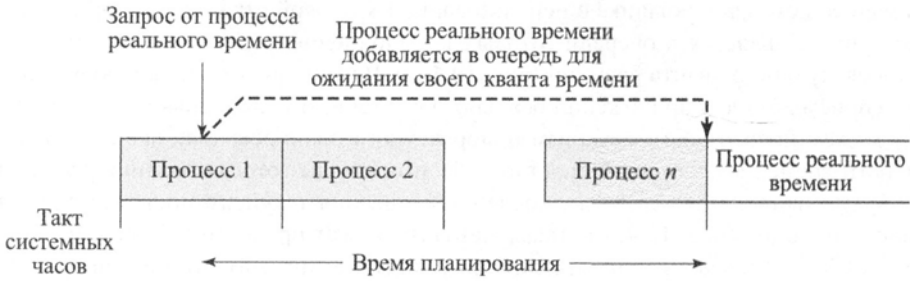 Запрос от процесса
реального времени
Процесс реального времени
добавляется в очередь для
ожидания своего кванта времени
Процесс 1
Процесс 2
Процесс n
Процесс реального
времени
Такт
системных
часов
Время планирования